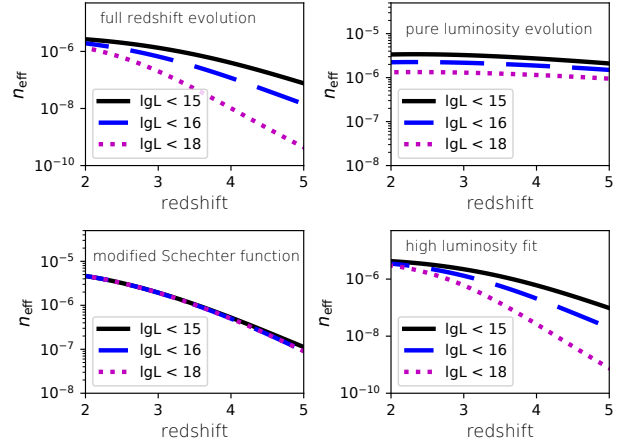 full redshift evolution
n_eff
10^-6
10^-8
10^-10
lgL < 15
lgL < 16
lgL < 18
2 3 4 5
redshift
pure luminosity evolution
n_eff
10^-5
10^-6
10^-7
10^-8
lgL < 15
lgL < 16
lgL < 18
2 3 4 5
redshift
modified Schechter function
n_eff
10^-5
10^-6
10^-7
10^-8
lgL < 15
lgL < 16
lgL < 18
2 3 4 5
redshift
high luminosity fit
n_eff
10^-6
10^-8
10^-10
lgL < 15
lgL < 16
lgL < 18
2 3 4 5
redshift